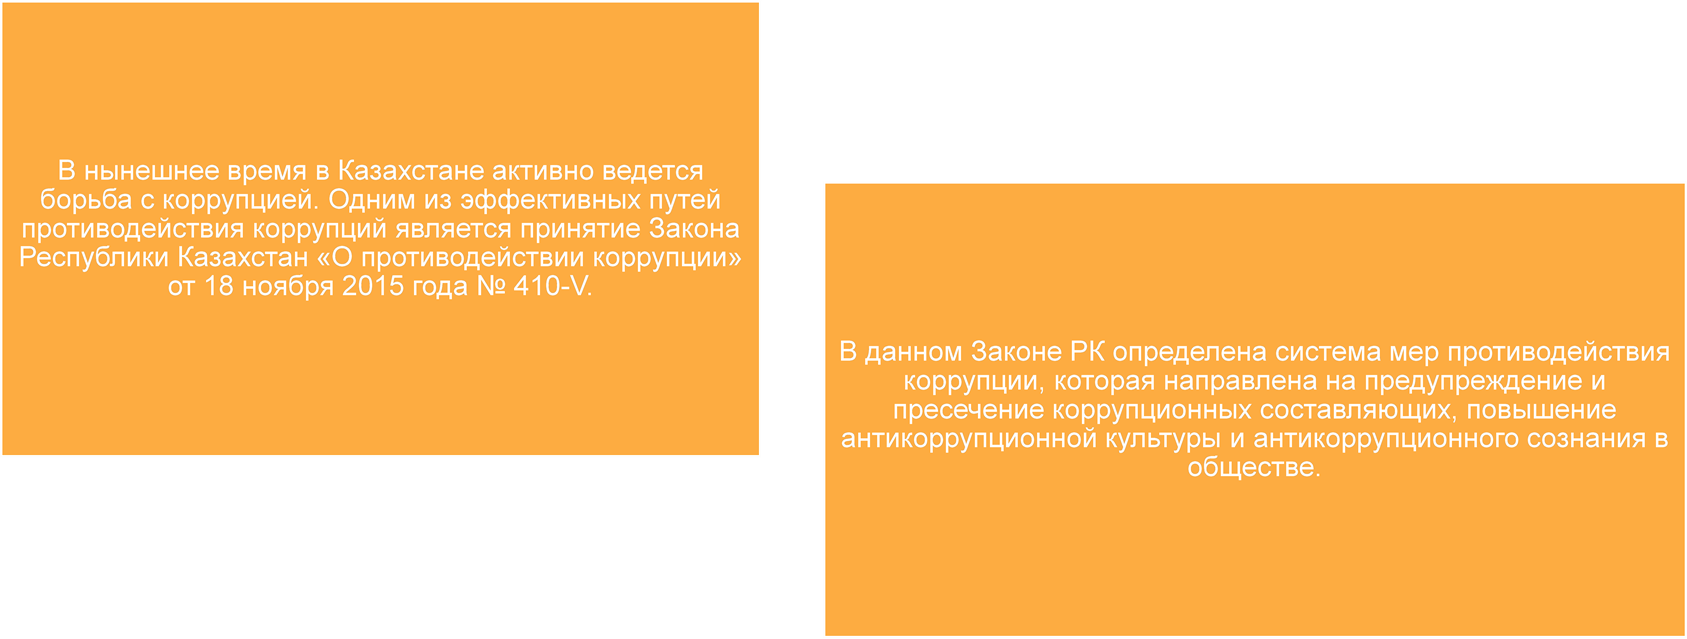 В нынешнее время в Казахстане активно ведется
борьба с коррупцией. Одним из эффективных путей
противодействия коррупций является принятие Закона
Республики Казахстан «О противодействии коррупции»
от 18 ноября 2015 года № 410-V.
В данном Законе РК определена система мер противодействия
коррупции, которая направлена на предупреждение и
пресечение коррупционных составляющих, повышение
антикоррупционной культуры и антикоррупционного сознания в
обществе.